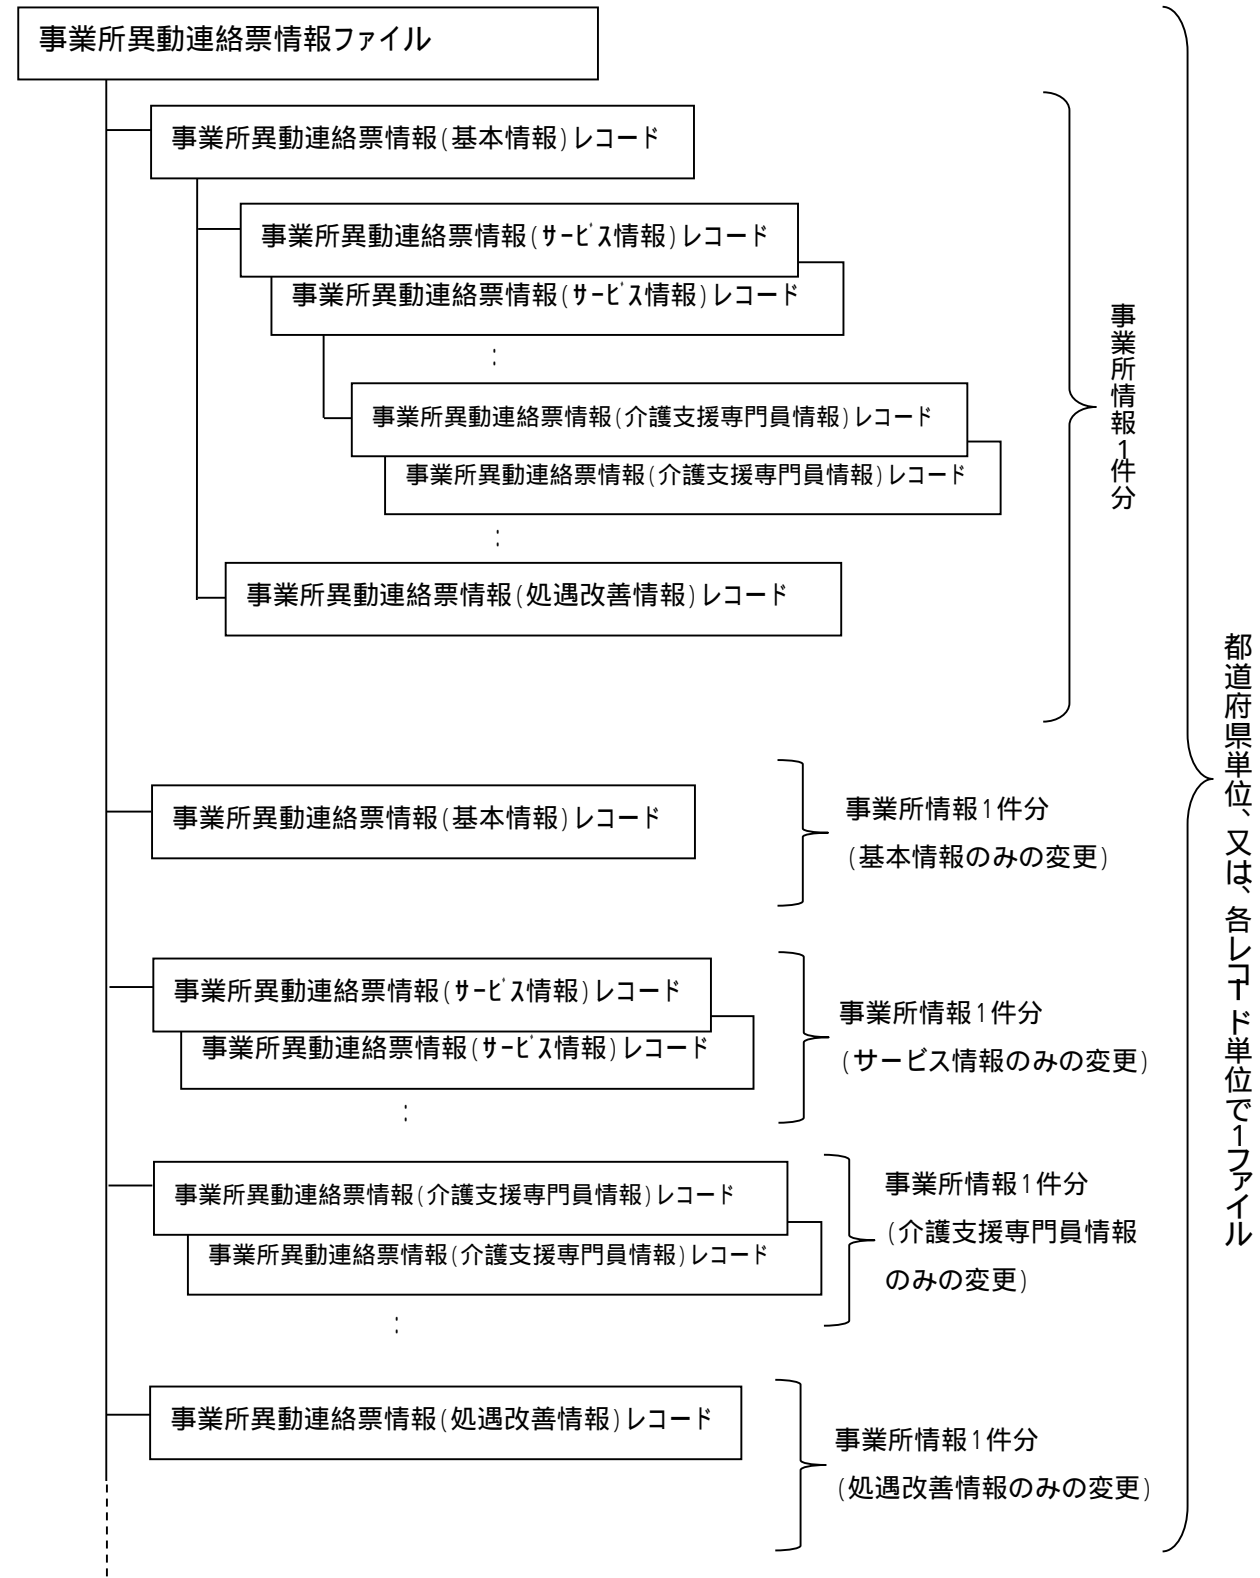 事業所異動連絡票情報ファイル
事業所異動連絡票情報(基本情報)レコード
事業所異動連絡票情報(ｻｰﾋﾞｽ情報)レコード
事業所異動連絡票情報(ｻｰﾋﾞｽ情報)レコード
:
事業所異動連絡票情報(介護支援専門員情報)レコード
事業所異動連絡票情報(介護支援専門員情報)レコード
:
事業所異動連絡票情報(処遇改善情報)レコード
事業所情報1件分
事業所異動連絡票情報(基本情報)レコード
事業所情報1件分
(基本情報のみの変更)
事業所異動連絡票情報(ｻｰﾋﾞｽ情報)レコード
事業所異動連絡票情報(ｻｰﾋﾞｽ情報)レコード
:
事業所情報1件分
(サービス情報のみの変更)
事業所異動連絡票情報(介護支援専門員情報)レコード
事業所異動連絡票情報(介護支援専門員情報)レコード
:
事業所情報1件分
(介護支援専門員情報
のみの変更)
事業所異動連絡票情報(処遇改善情報)レコード
事業所情報1件分
(処遇改善情報のみの変更)
都道府県単位、又は、各レコード単位で1ファイル